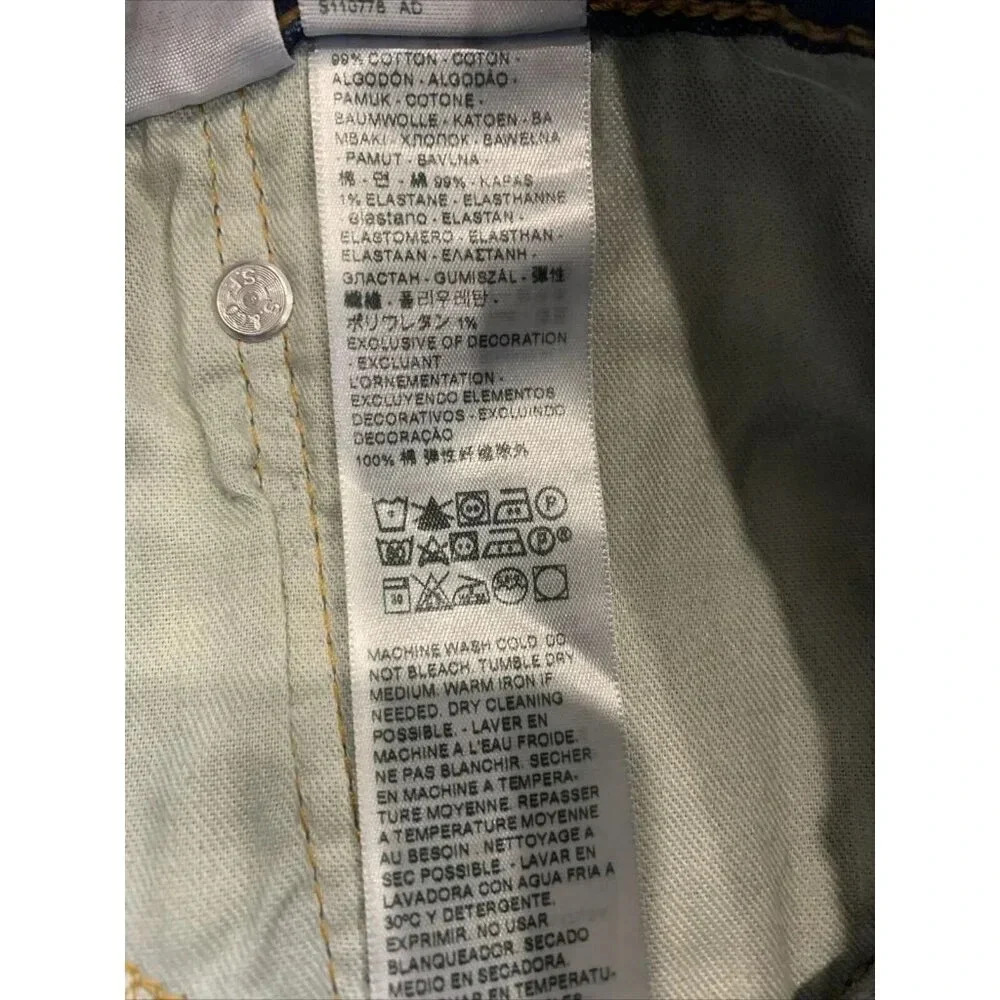 S110778 AD
99% COTTON - COTON -
ALGODÓN - ALGODÃO -
PAMUK - COTONE -
BAUMWOLLE - KATOEN - BA
MBAKI - ХЛОПОК - BAWEŁNA
- PAMUT - BAVLNA
棉 - 면 - 綿 99% - KAPAS
1% ELASTANE - ELASTHANNE
- elastano - ELASTAN -
ELASTOMERO - ELASTHAN -
ELASTAAN - ΕΛΑΣΤΑΝΗ -
ЭЛАСТАН - GUMISZÁL - 弹性
纖維 - 폴리우레탄 -
ポリウレタン 1%
EXCLUSIVE OF DECORATION
- EXCLUANT
L'ORNEMENTATION -
EXCLUYENDO ELEMENTOS
DECORATIVOS - EXCLUINDO
DECORAÇÃO
100% 棉 弹性纤维除外
P
P ®
30
MACHINE WASH COLD. DO
NOT BLEACH. TUMBLE DRY
MEDIUM. WARM IRON IF
NEEDED. DRY CLEANING
POSSIBLE. - LAVER EN
MACHINE A L'EAU FROIDE.
NE PAS BLANCHIR. SECHER
EN MACHINE A TEMPERA-
TURE MOYENNE. REPASSER
A TEMPERATURE MOYENNE
AU BESOIN. NETTOYAGE A
SEC POSSIBLE. - LAVAR EN
LAVADORA CON AGUA FRIA A
30ºC Y DETERGENTE.
EXPRIMIR. NO USAR
BLANQUEADOR. SECADO
MEDIO EN SECADORA.
EN TEMPERATU-